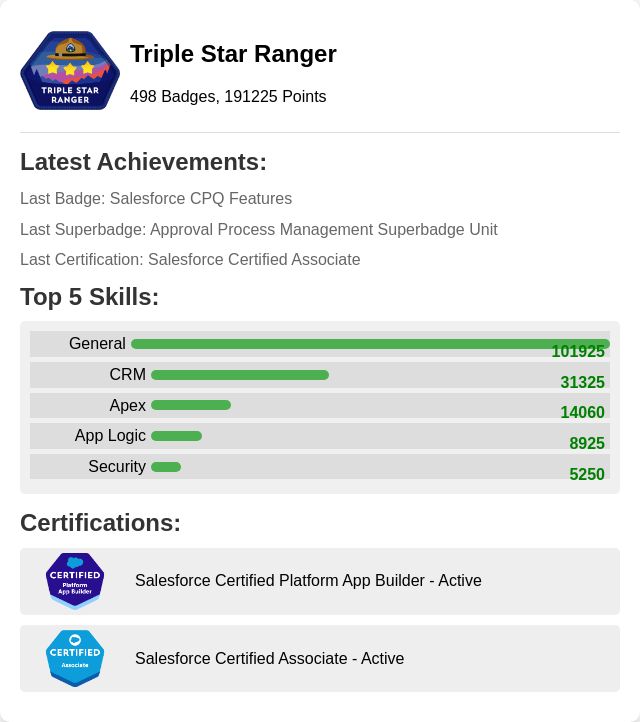 TRIPLE STAR
RANGER
Triple Star Ranger
498 Badges, 191225 Points
Latest Achievements:
Last Badge: Salesforce CPQ Features
Last Superbadge: Approval Process Management Superbadge Unit
Last Certification: Salesforce Certified Associate
Top 5 Skills:
General 101925
CRM 31325
Apex 14060
App Logic 8925
Security 5250
Certifications:
CERTIFIED
Platform
App Builder
Salesforce Certified Platform App Builder - Active
CERTIFIED
Associate
Salesforce Certified Associate - Active